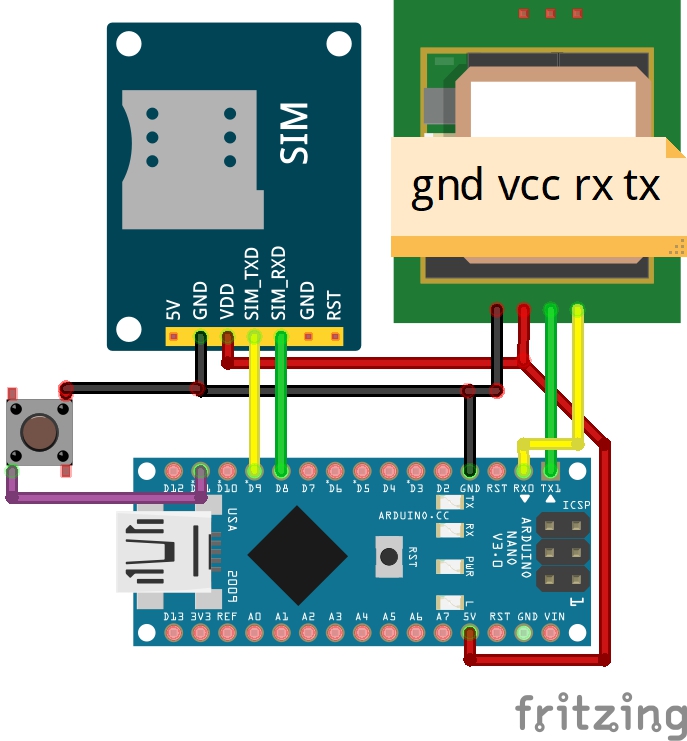 SIM
gnd vcc rx tx
5V GND VDD SIM_TXD SIM_RXD GND RST
D12 D11 D10 D9 D8 D7 D6 D5 D4 D3 D2 GND RST RX0 TX1
ARDUINO.CC
TX
RX
PWR
L
RST
USA
2009
ARDUINO
NANO
V3.0
ICSP
1
D13 3V3 REF A0 A1 A2 A3 A4 A5 A6 A7 5V RST GND VIN
fritzing